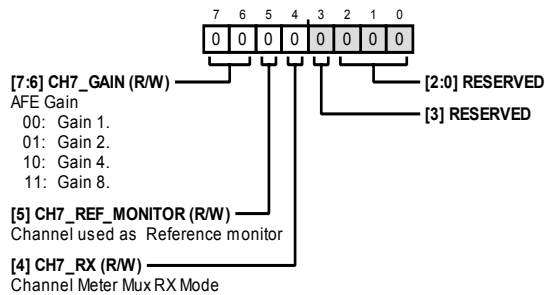 7 6 5 4 3 2 1 0
0 0 0 0 0 0 0 0
[7:6] CH7_GAIN (R/W)
AFE Gain
00: Gain 1.
01: Gain 2.
10: Gain 4.
11: Gain 8.
[5] CH7_REF_MONITOR (R/W)
Channel used as Reference monitor
[4] CH7_RX (R/W)
Channel Meter Mux RX Mode
[2:0] RESERVED
[3] RESERVED